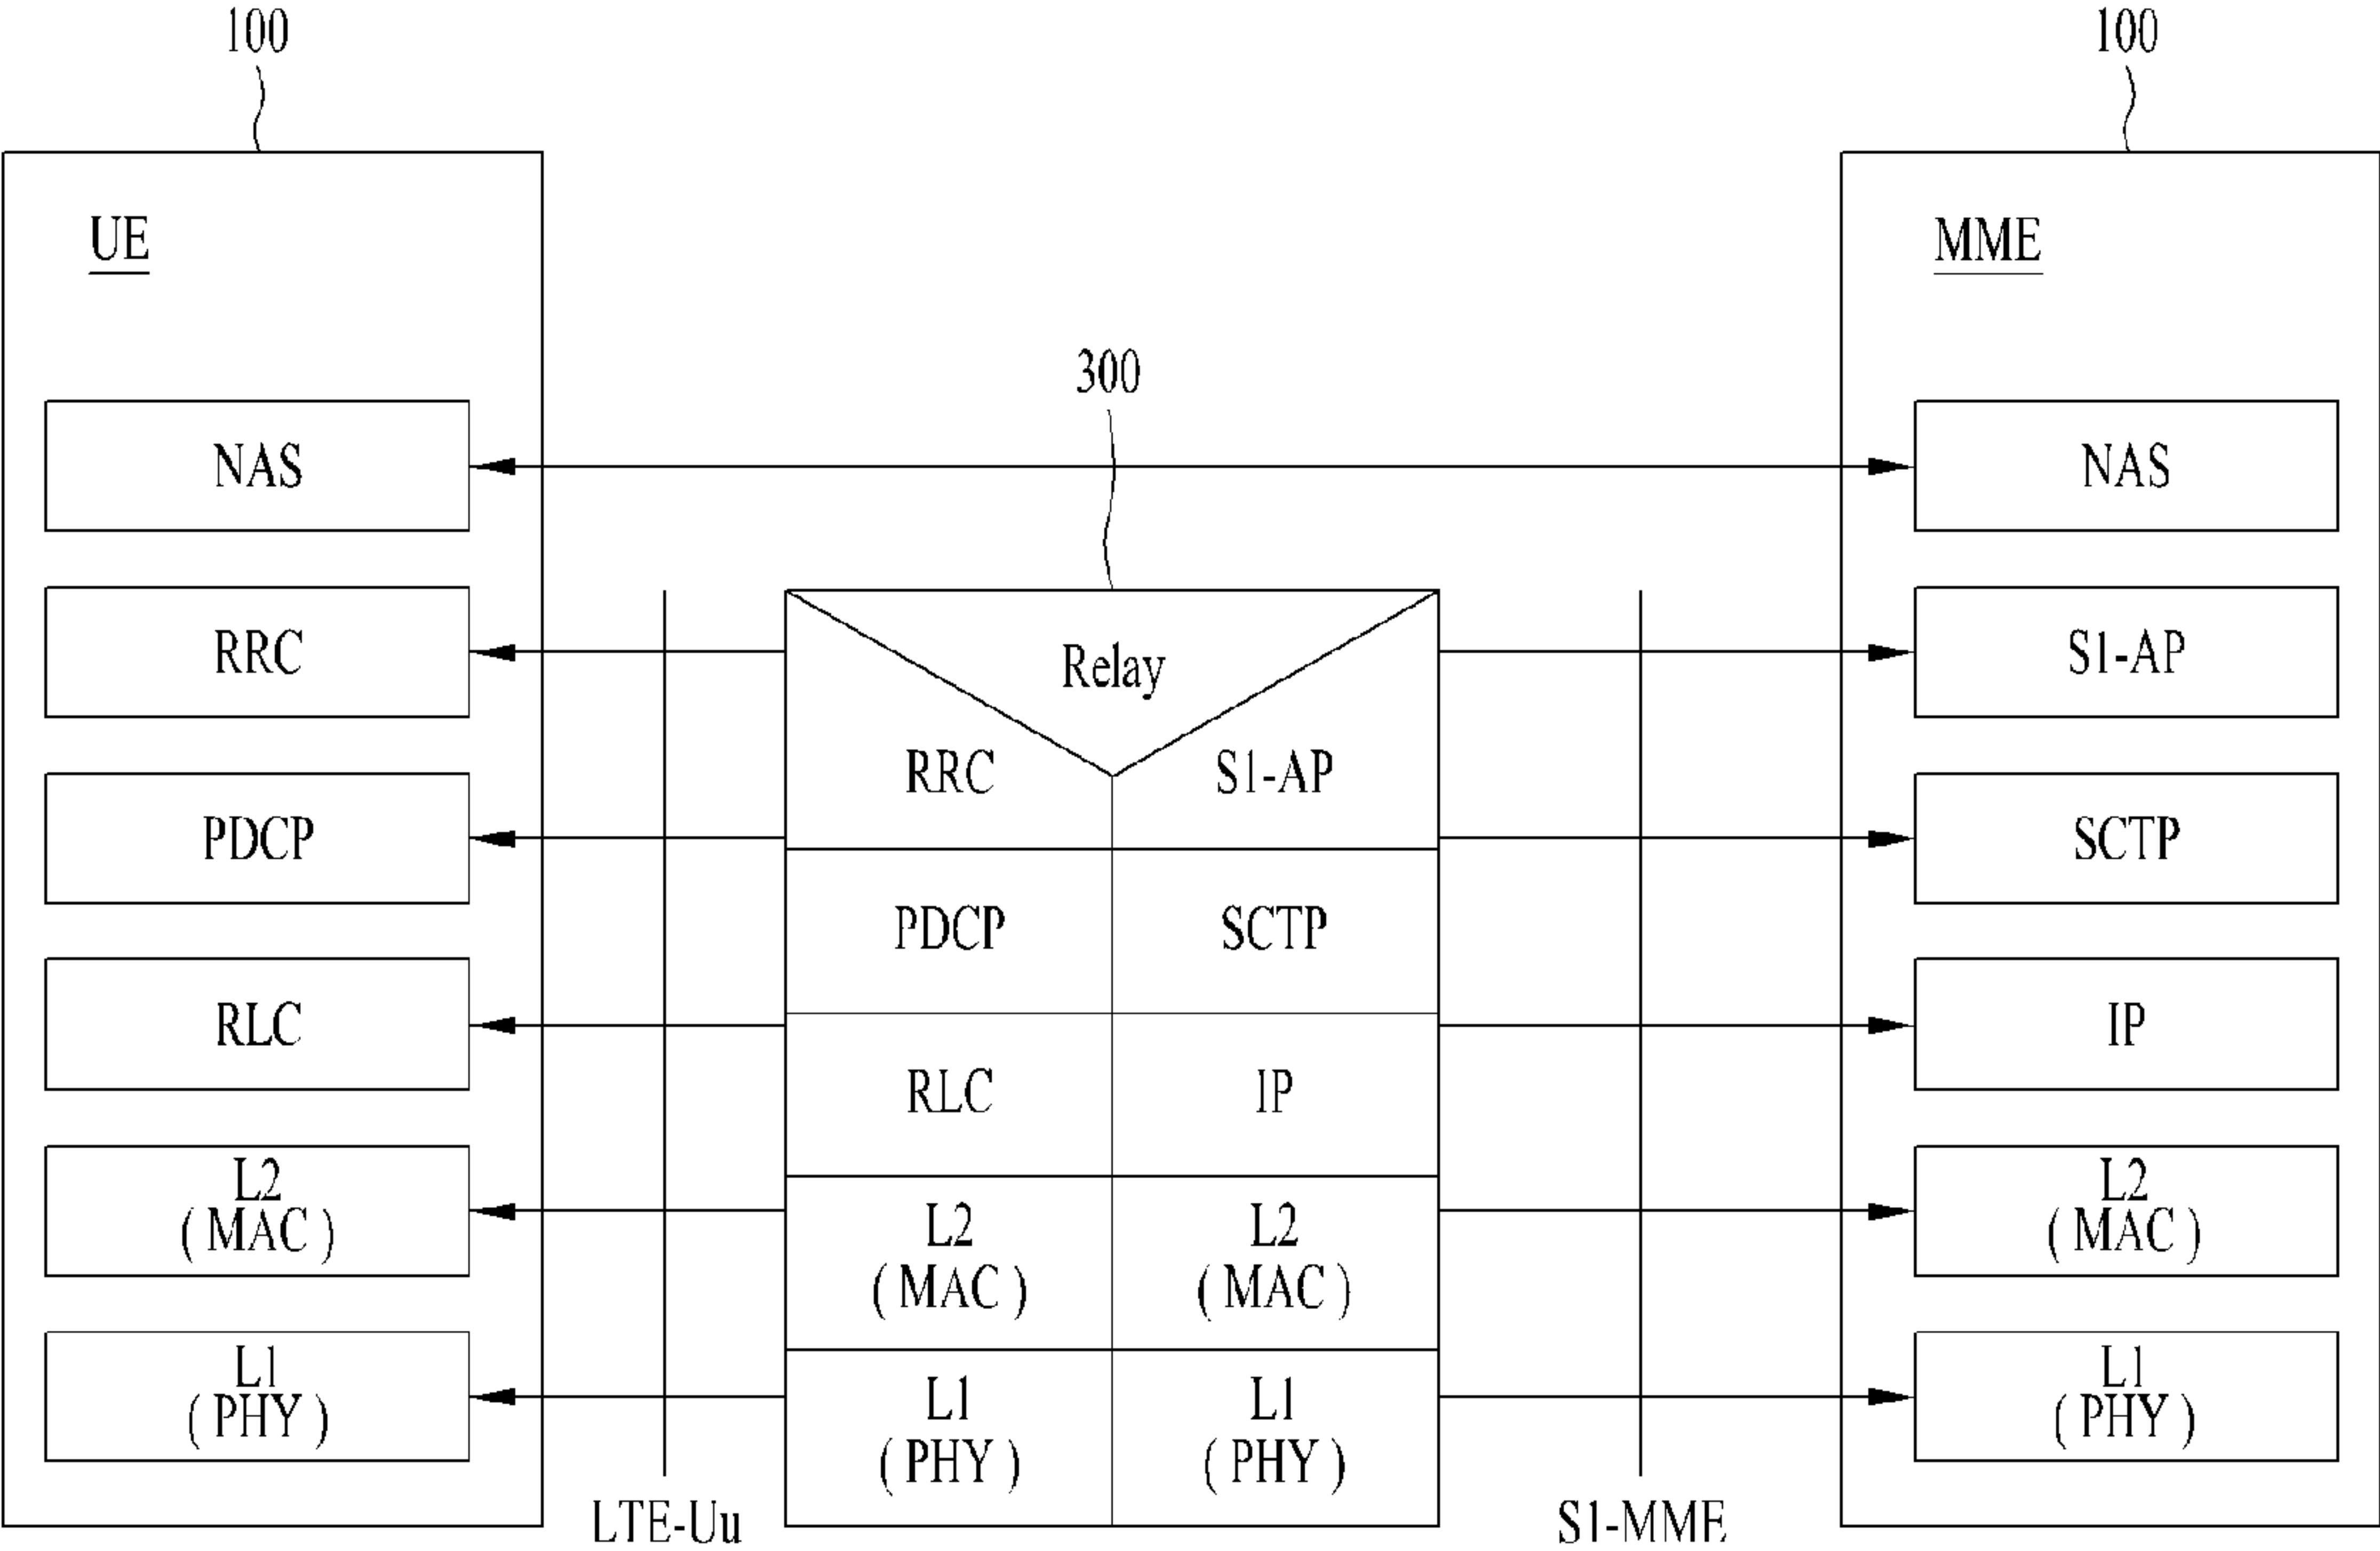 100
100
UE
MME
300
NAS
NAS
RRC
Relay
S1-AP
RRC
S1-AP
PDCP
SCTP
PDCP
SCTP
RLC
IP
RLC
IP
L2
( MAC )
L2
( MAC )
L2
( MAC )
L2
( MAC )
L1
( PHY )
L1
( PHY )
L1
( PHY )
L1
( PHY )
LTE-Uu
S1-MME